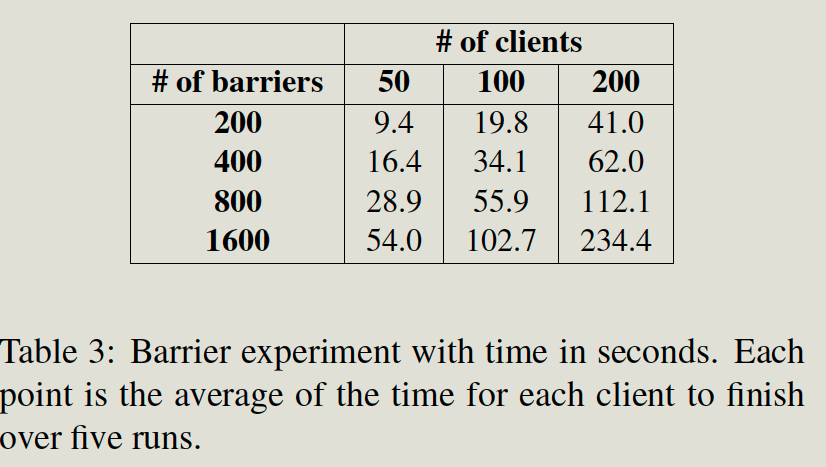 # of clients
# of barriers 50 100 200
200 9.4 19.8 41.0
400 16.4 34.1 62.0
800 28.9 55.9 112.1
1600 54.0 102.7 234.4
Table 3: Barrier experiment with time in seconds. Each
point is the average of the time for each client to finish
over five runs.